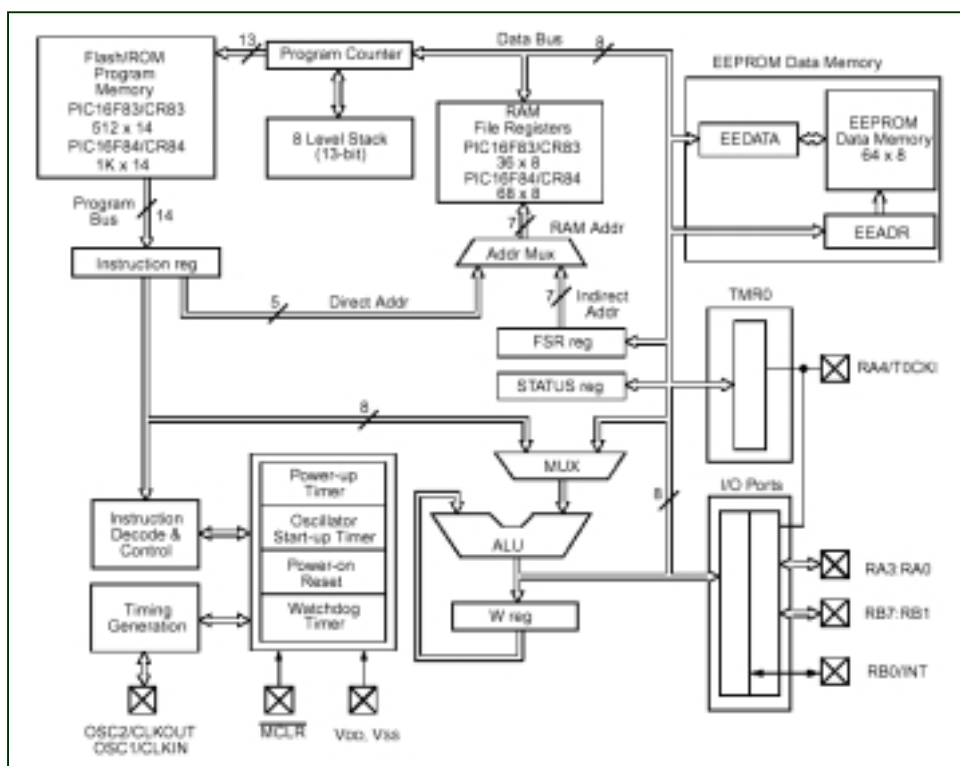 Flash/ROM
Program
Memory
PIC16F83/CR83
512 x 14
PIC16F84/CR84
1K x 14
13
Program Counter
8 Level Stack
(13-bit)
Data Bus
8
RAM
File Registers
PIC16F83/CR83
36 x 8
PIC16F84/CR84
68 x 8
EEPROM Data Memory
EEDATA
EEPROM
Data Memory
64 x 8
EEADR
Program
Bus
14
Instruction reg
7
RAM Addr
Addr Mux
5
Direct Addr
7
Indirect
Addr
FSR reg
STATUS reg
TMR0
RA4/T0CKI
8
MUX
8
I/O Ports
ALU
W reg
Instruction
Decode &
Control
Timing
Generation
Power-up
Timer
Oscillator
Start-up Timer
Power-on
Reset
Watchdog
Timer
RA3:RA0
RB7:RB1
RB0/INT
OSC2/CLKOUT
OSC1/CLKIN
MCLR
VDD, VSS